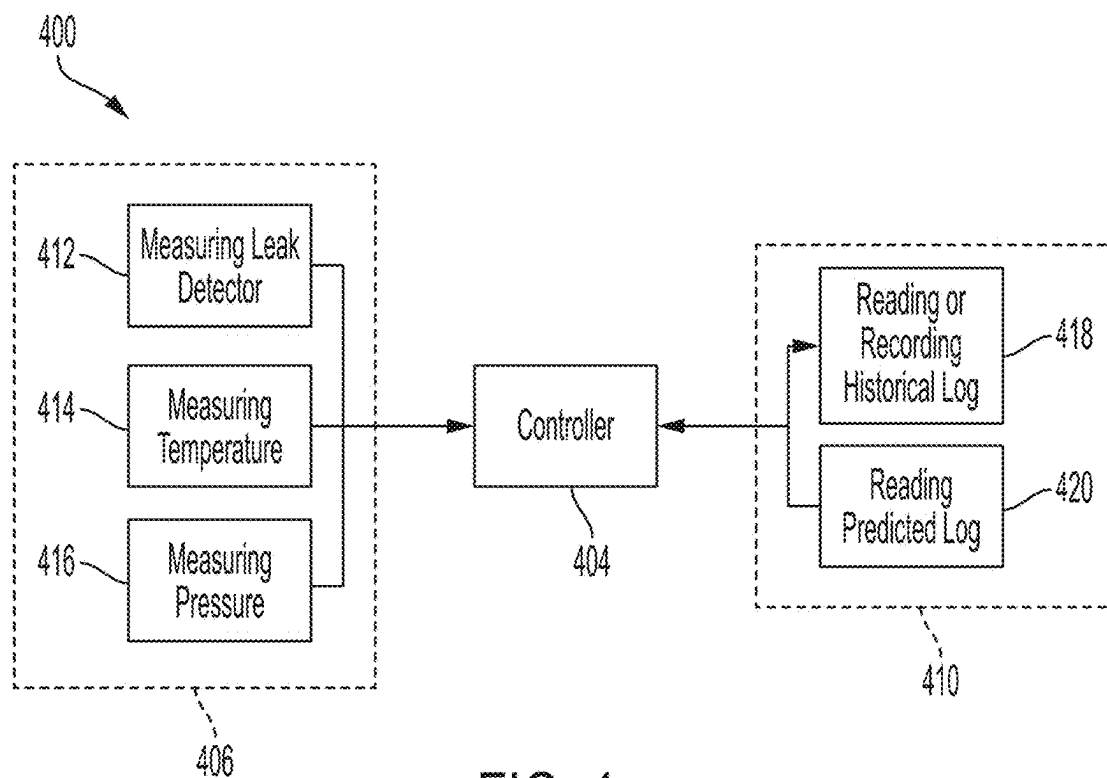 400
412
Measuring Leak
Detector
414
Measuring
Temperature
416
Measuring
Pressure
406
Controller
404
Reading or
Recording
Historical Log
418
Reading
Predicted Log
420
410